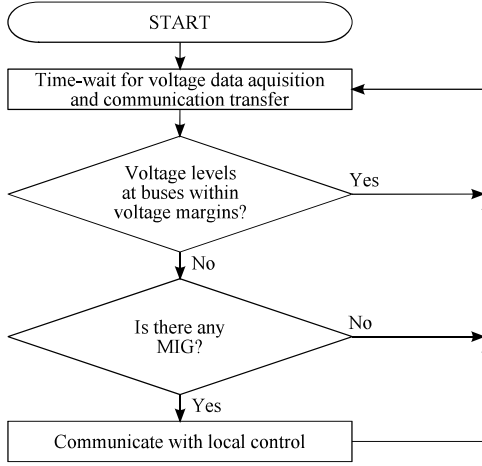 START
Time-wait for voltage data aquisition
and communication transfer
Voltage levels
at buses within
voltage margins?
Yes
No
Is there any
MIG?
No
Yes
Communicate with local control